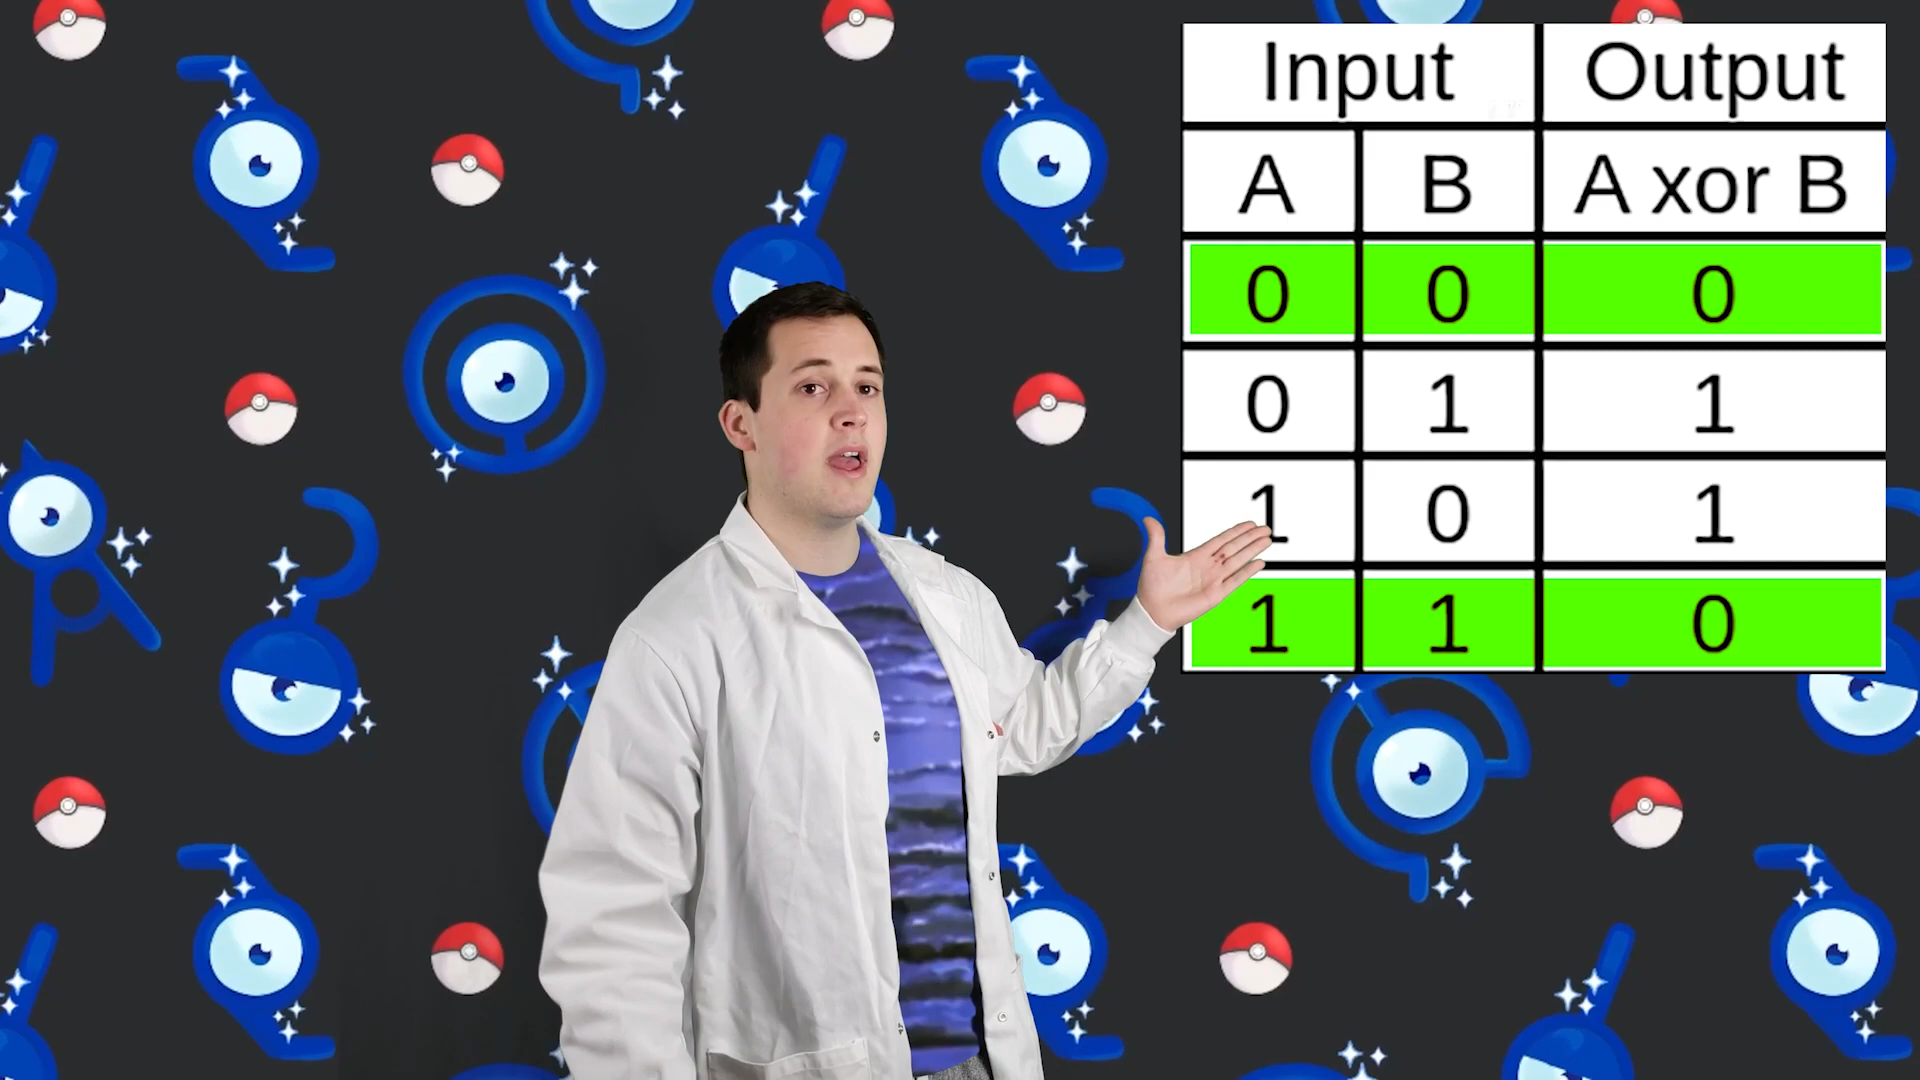 Input Output
A B A xor B
0 0 0
0 1 1
1 0 1
1 1 0